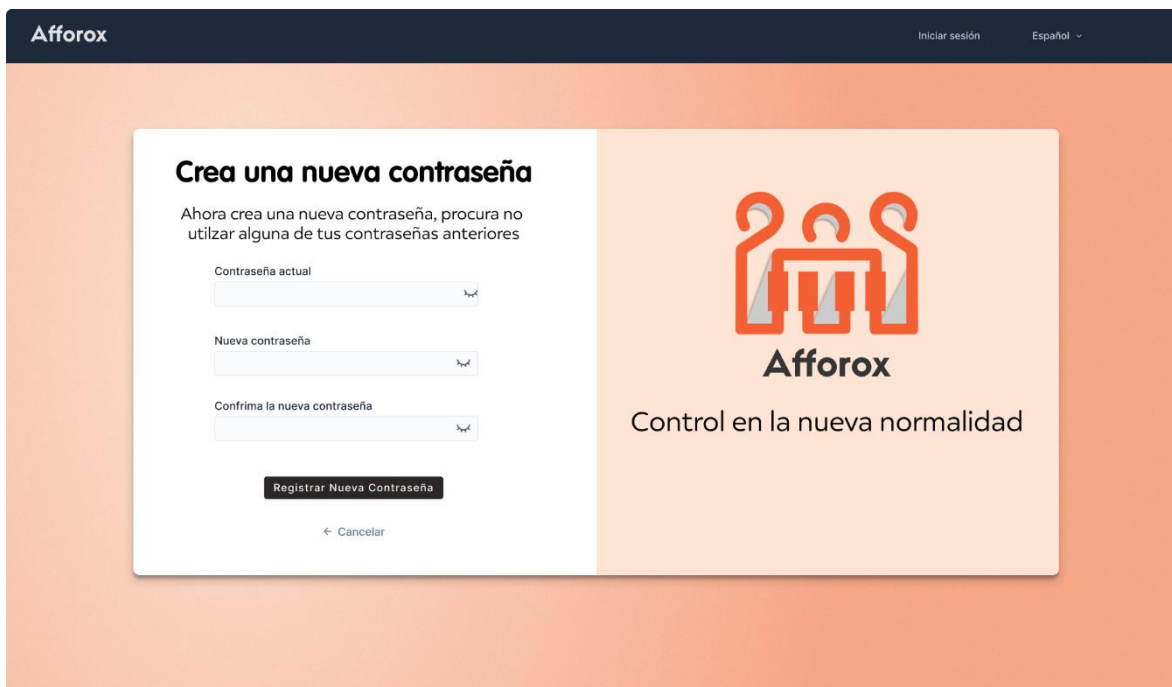 Afforox
Iniciar sesión
Español
Crea una nueva contraseña
Ahora crea una nueva contraseña, procura no
utilzar alguna de tus contraseñas anteriores
Contraseña actual
Nueva contraseña
Confrima la nueva contraseña
Registrar Nueva Contraseña
← Cancelar
Afforox
Control en la nueva normalidad